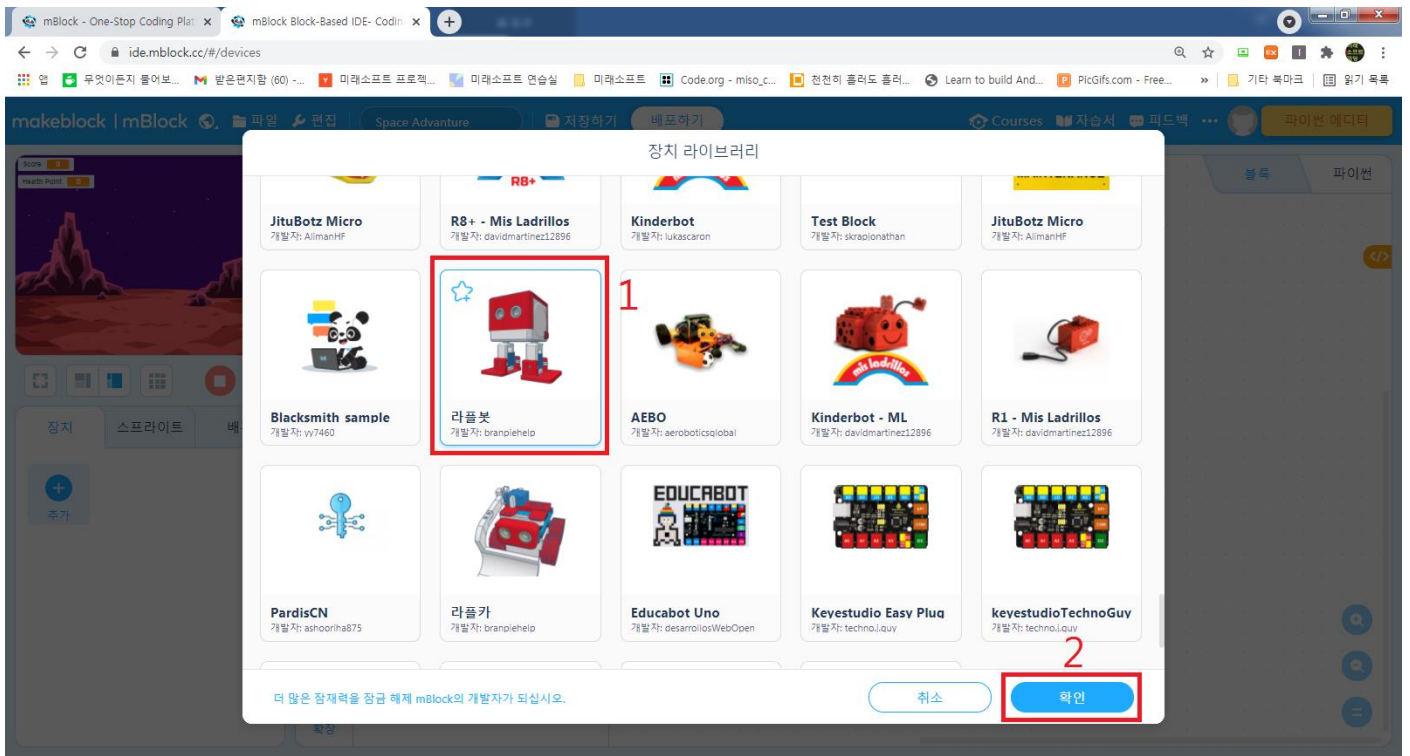 mBlock - One-Stop Coding Plat
mBlock Block-Based IDE- Codin
ide.mblock.cc/#/devices
앱
무엇이든지 물어보...
받은편지함 (60) -...
미래소프트 프로젝...
미래소프트 연습실
미래소프트
Code.org - miso_c...
천천히 흘러도 흘러...
Learn to build And...
PicGifs.com - Free...
»
기타 북마크
읽기 목록
makeblock | mBlock
파일
편집
Space Advanture
저장하기
배포하기
Courses
자습서
피드백
파이썬 에디터
장치 라이브러리
Score 0
Health Point 0
블록
파이썬
R8+
JituBotz Micro
개발자: AlimanHF
R8+ - Mis Ladrillos
개발자: davidmartinez12896
Kinderbot
개발자: lukascaron
Test Block
개발자: skrapjonathan
JituBotz Micro
개발자: AlimanHF
</>
1
mis ladrillos
Blacksmith sample
개발자: yy7460
라플봇
개발자: branpiehelp
AEBO
개발자: aeroboticsglobal
Kinderbot - ML
개발자: davidmartinez12896
R1 - Mis Ladrillos
개발자: davidmartinez12896
장치
스프라이트
배
추가
EDUCABOT
PardisCN
개발자: ashooriha875
라플카
개발자: branpiehelp
Educabot Uno
개발자: desarrollosWebOpen
Keyestudio Easy Plug
개발자: techno.j.guy
keyestudioTechnoGuy
개발자: techno.j.guy
2
더 많은 잠재력을 잠금 해제 mBlock의 개발자가 되십시오.
취소
확인
확장